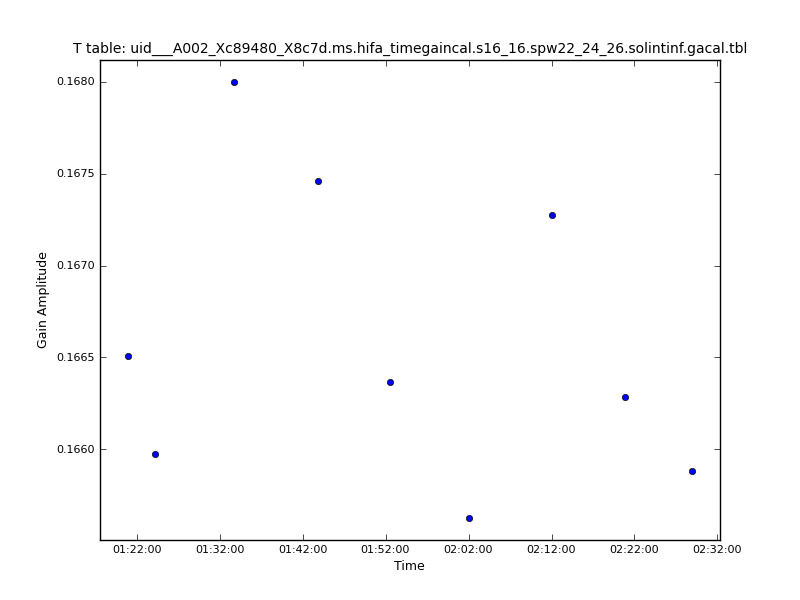 T table: uid___A002_Xc89480_X8c7d.ms.hifa_timegaincal.s16_16.spw22_24_26.solintinf.gacal.tbl
0.1680
0.1675
0.1670
0.1665
0.1660
Gain Amplitude
01:22:00 01:32:00 01:42:00 01:52:00 02:02:00 02:12:00 02:22:00 02:32:00
Time